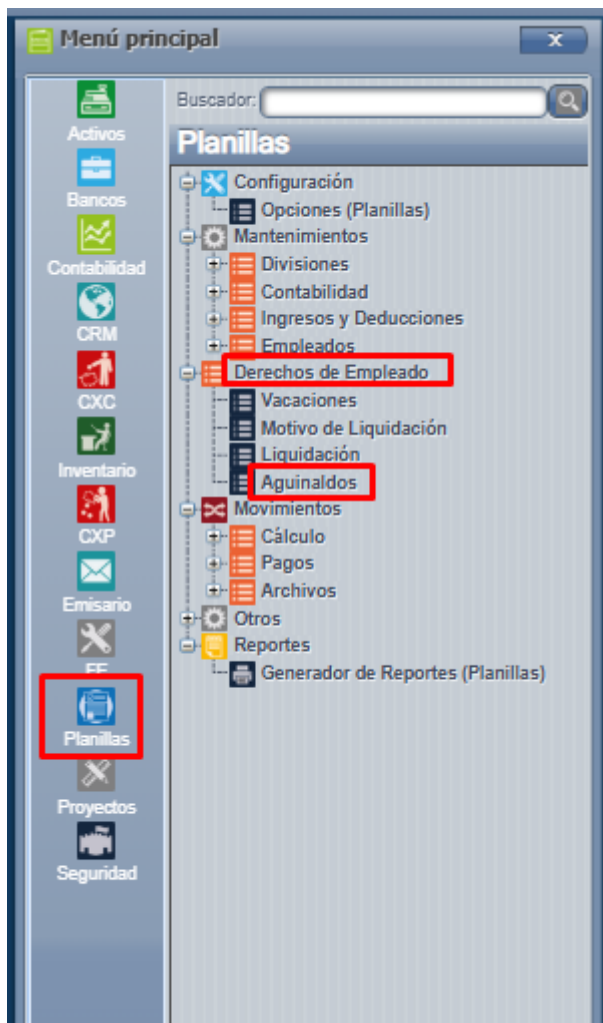 Menú principal
x
Activos
Bancos
Contabilidad
CRM
CXC
Inventario
CXP
Emisario
FE
Planillas
Proyectos
Seguridad
Buscador:
Planillas
Configuración
Opciones (Planillas)
Mantenimientos
Divisiones
Contabilidad
Ingresos y Deducciones
Empleados
Derechos de Empleado
Vacaciones
Motivo de Liquidación
Liquidación
Aguinaldos
Movimientos
Cálculo
Pagos
Archivos
Otros
Reportes
Generador de Reportes (Planillas)